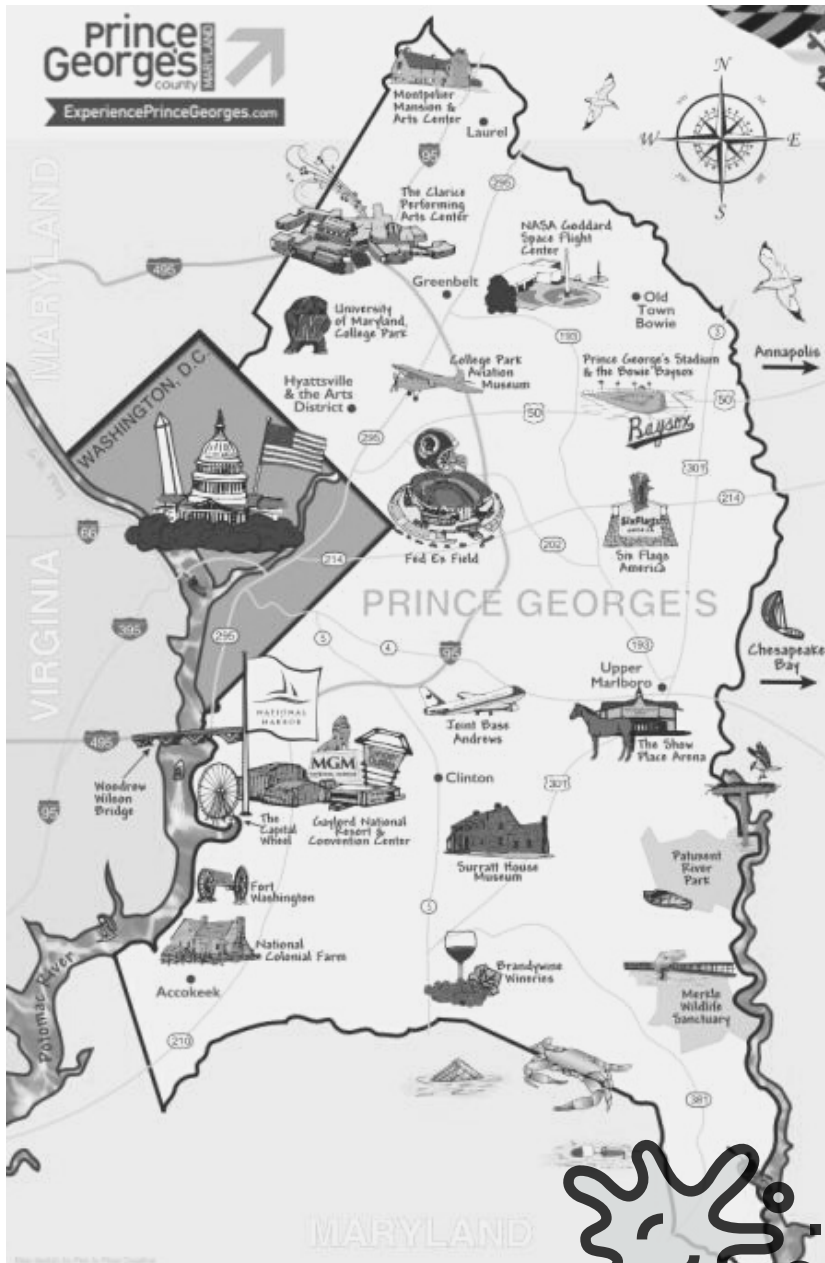 Prince
George's
MARYLAND
county
ExperiencePrinceGeorges.com
N
W
E
S
Montpelier
Mansion &
Arts Center
Laurel
95
295
The Clarice
Performing
Arts Center
NASA Goddard
Space Flight
Center
MARYLAND
495
Greenbelt
Old
Town
Bowie
University
of Maryland,
College Park
193
3
Annapolis
WASHINGTON, D.C.
College Park
Aviation
Museum
Prince George's Stadium
& the Bowie Baysox
Hyattsville
& the Arts
District
50
50
Baysox
295
301
214
66
Six Flags
Fed Ex Field
202
Six Flags
America
214
VIRGINIA
PRINCE GEORGE'S
395
295
5
4
95
193
Chesapeake
Bay
Upper
Marlboro
NATIONAL
HARBOR
Joint Base
Andrews
495
The Show
Place Arena
MGM
Woodrow
Wilson
Bridge
Clinton
301
95
The
Capital
Wheel
Gaylord National
Resort &
Convention Center
Surratt House
Museum
Patuxent
River
Park
Fort
Washington
5
National
Colonial Farm
Brandywine
Wineries
Accokeek
Potomac River
Merkle
Wildlife
Sanctuary
210
381
MARYLAND